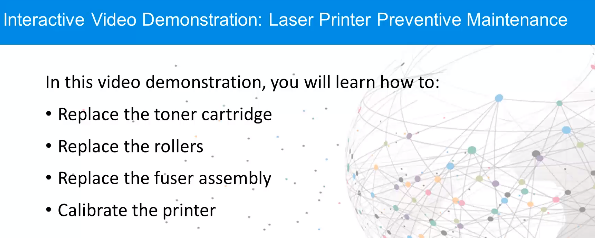 Interactive Video Demonstration: Laser Printer Preventive Maintenance
In this video demonstration, you will learn how to:
• Replace the toner cartridge
• Replace the rollers
• Replace the fuser assembly
• Calibrate the printer